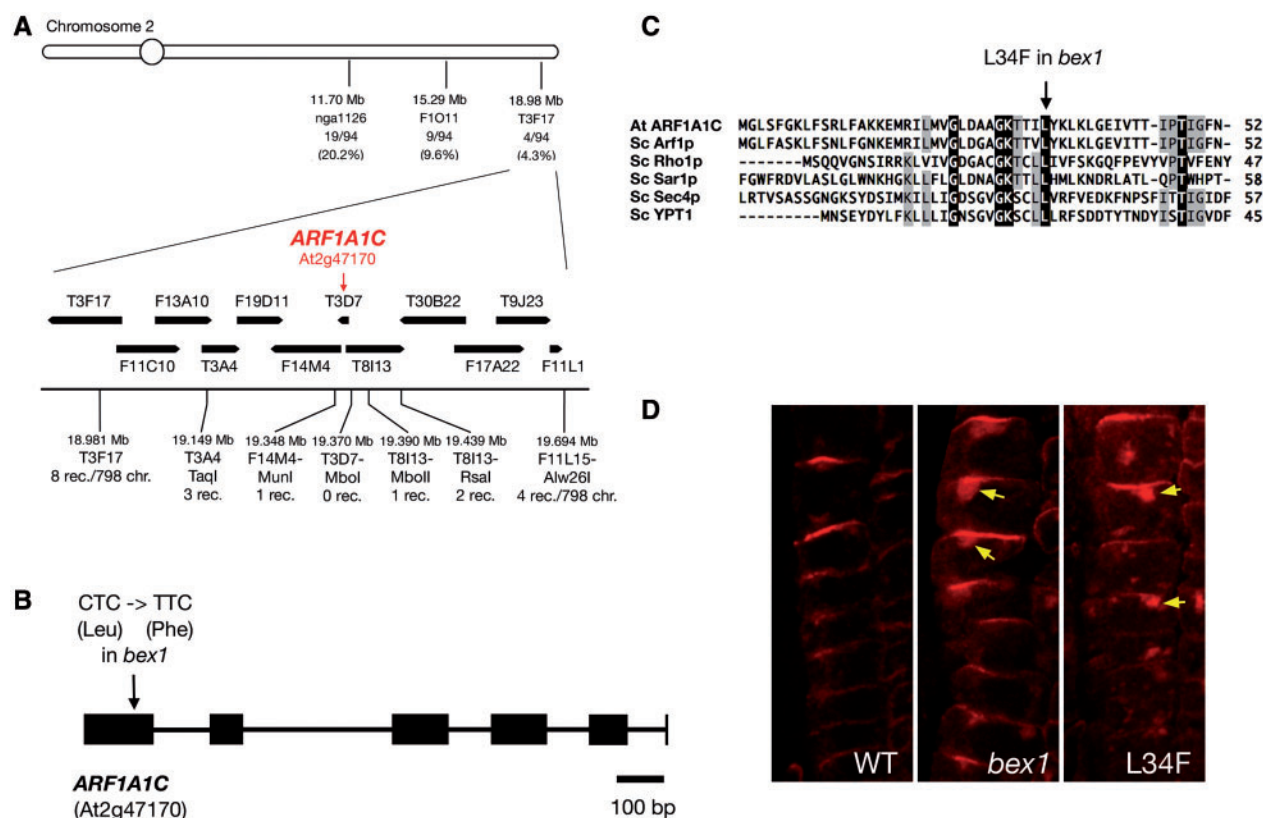 A
Chromosome 2
11.70 Mb 15.29 Mb 18.98 Mb
nga1126 F1O11 T3F17
19/94 9/94 4/94
(20.2%) (9.6%) (4.3%)
ARF1A1C
At2g47170
T3F17 F13A10 F19D11 T3D7 T30B22 T9J23
F11C10 T3A4 F14M4 T8I13 F17A22 F11L1
18.981 Mb 19.149 Mb 19.348 Mb 19.370 Mb 19.390 Mb 19.439 Mb 19.694 Mb
T3F17 T3A4 F14M4- T3D7- T8I13- T8I13- F11L15-
8 rec./798 chr. TaqI MunI MboI MboII RsaI Alw26I
3 rec. 1 rec. 0 rec. 1 rec. 2 rec. 4 rec./798 chr.
B
CTC -> TTC
(Leu) (Phe)
in bex1
ARF1A1C
(At2g47170)
100 bp
C
L34F in bex1
At ARF1A1C MGLSFGKLFSRLFAKKEMRILMVGLDAAGKTTILYKLKLGEIVTT-IPTIGFN- 52
Sc Arf1p MGLFASKLFSNLFGNKEMRILMVGLDGAGKTTVLYKLKLGEVITT-IPTIGFN- 52
Sc Rho1p -------MSQQVGNSIRRKLVIVGDGACGKTCLLIVFSKGQFPEVYVPTVFENY 47
Sc Sar1p FGWFRDVLASLGLWNKHGKLLFLGLDNAGKTTLLHMLKNDRLATL-QPTWHPT- 58
Sc Sec4p LRTVSASSGNGKSYDSIMKILLIGDSGVGKSCLLVRFVEDKFNPSFITTIGIDF 57
Sc YPT1 ---------MNSEYDYLFKLLLIGNSGVGKSCLLLRFSDDTYTNDYISTIGVDF 45
D
WT bex1 L34F